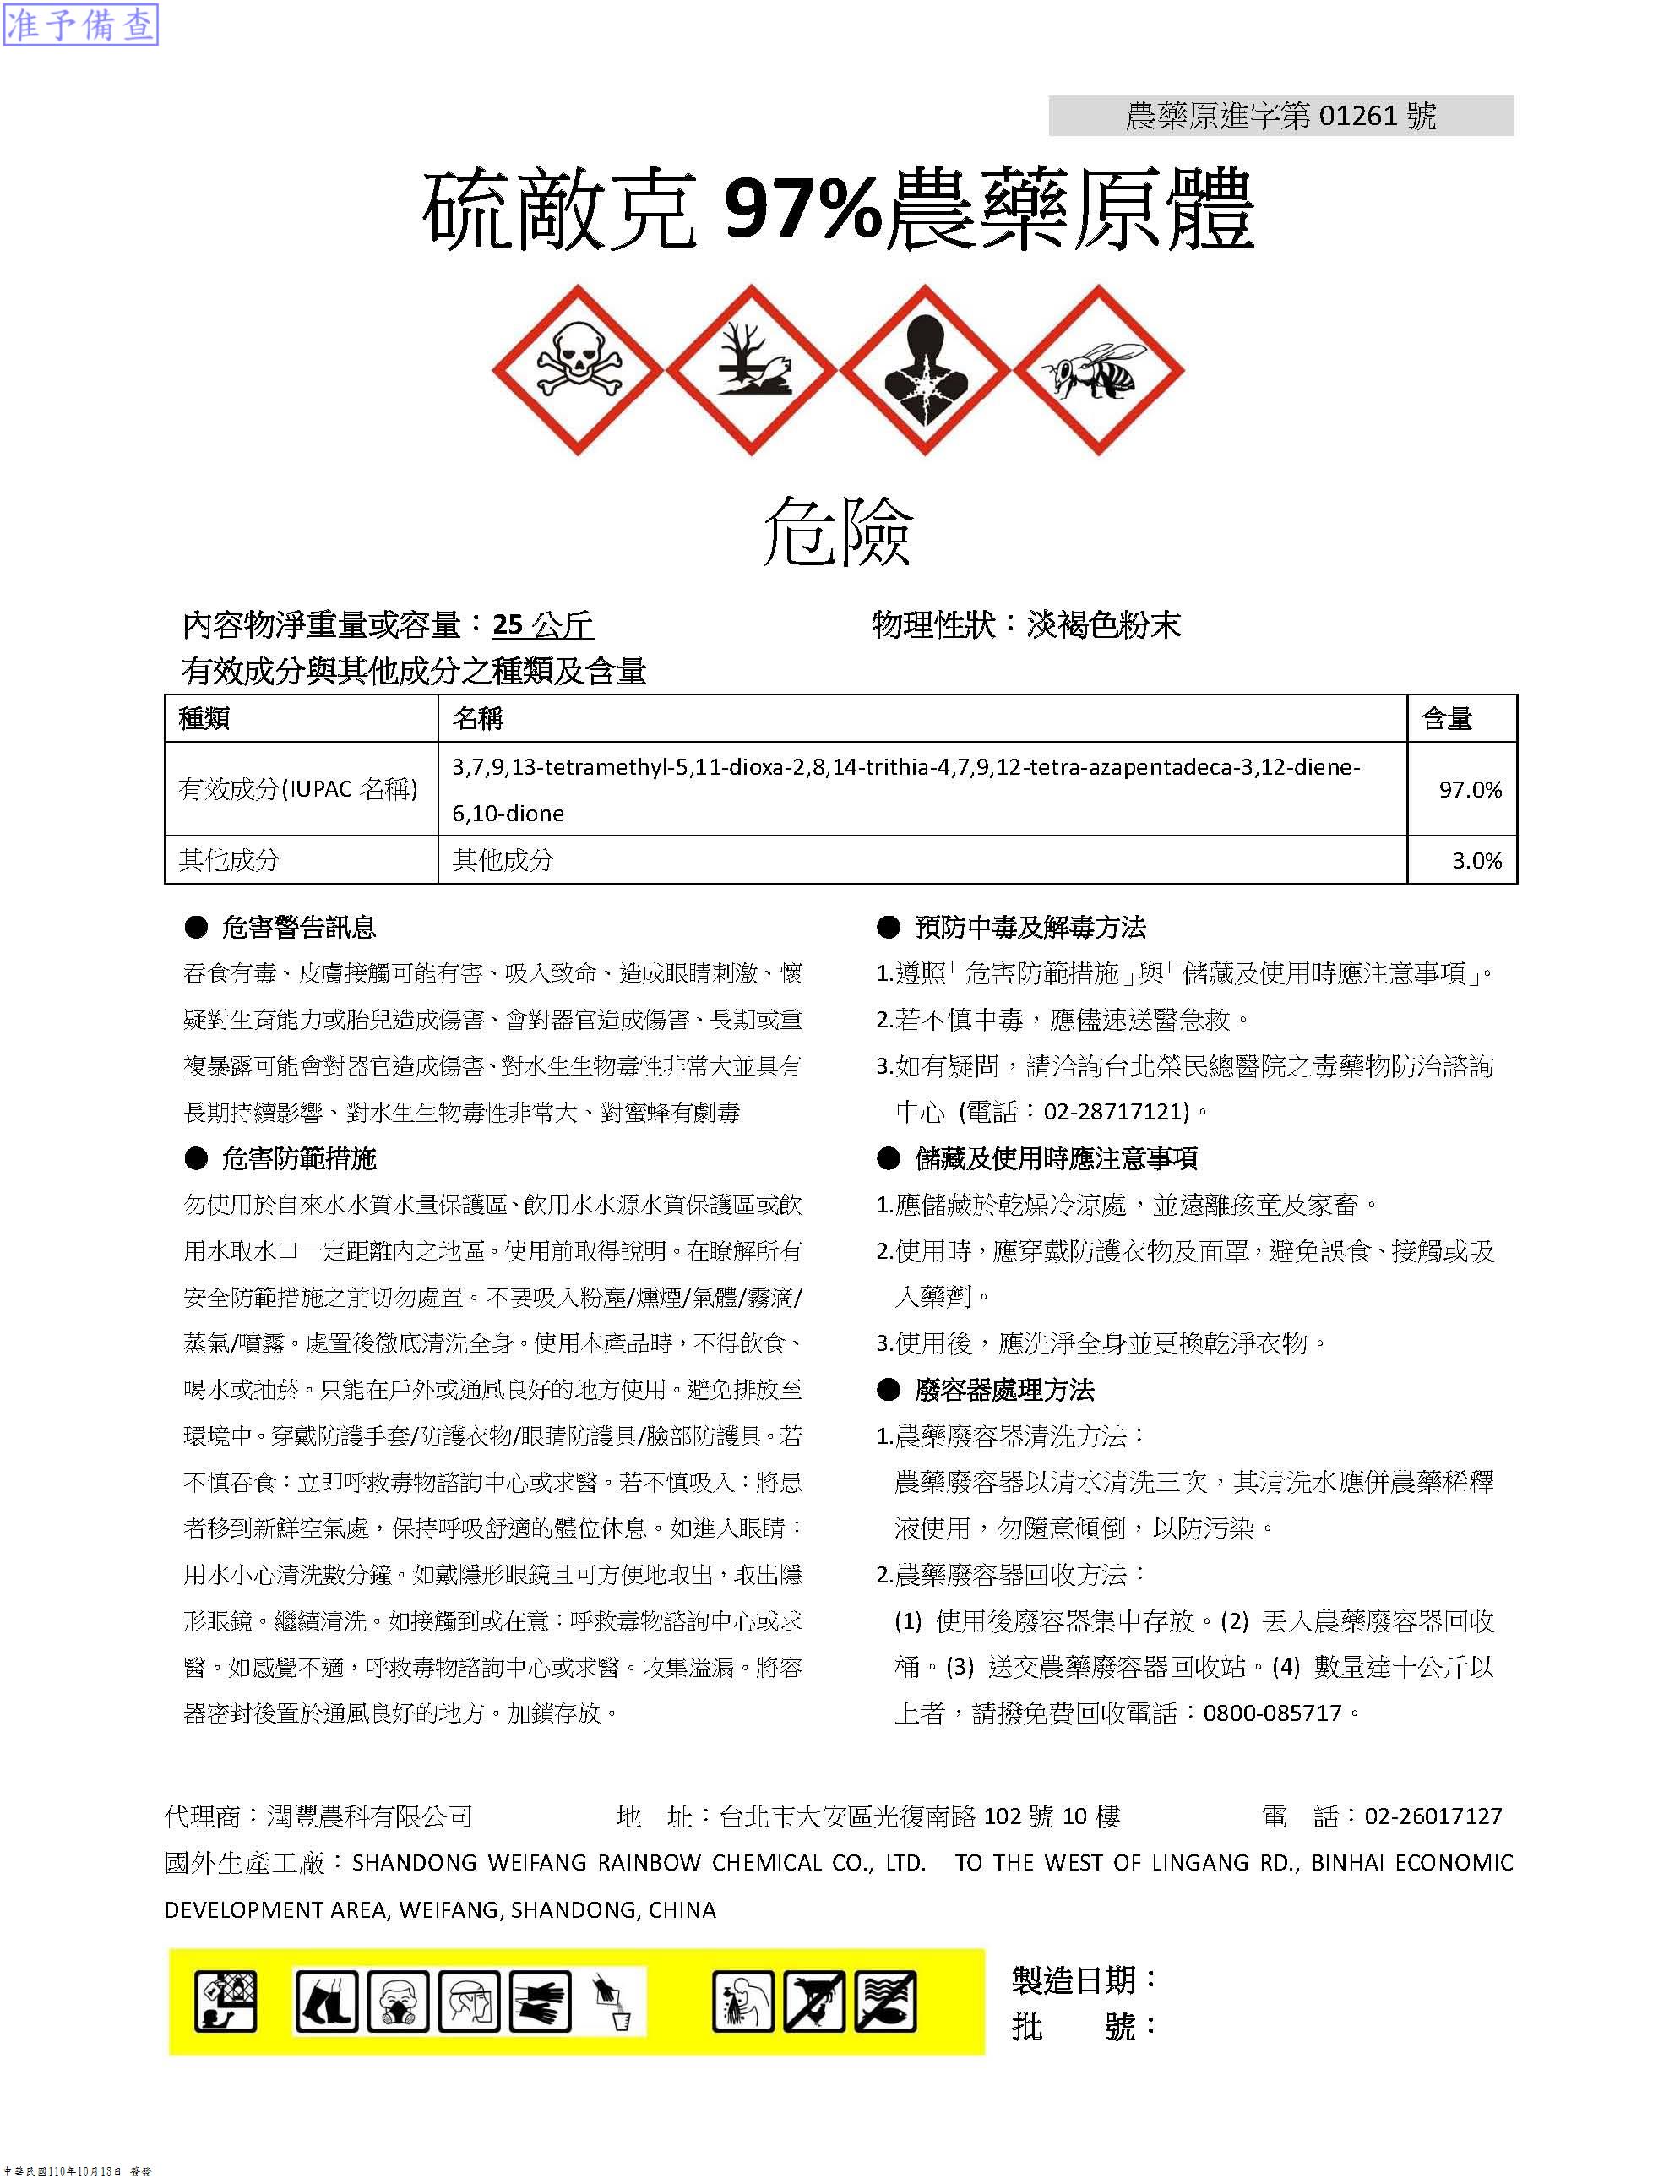 准予備查
農藥原進字第 01261 號
硫敵克 97%農藥原體
危險
內容物淨重量或容量：25 公斤 物理性狀：淡褐色粉末
有效成分與其他成分之種類及含量
種類 名稱 含量
有效成分(IUPAC 名稱) 3,7,9,13-tetramethyl-5,11-dioxa-2,8,14-trithia-4,7,9,12-tetra-azapentadeca-3,12-diene-
6,10-dione 97.0%
其他成分 其他成分 3.0%
● 危害警告訊息
吞食有毒、皮膚接觸可能有害、吸入致命、造成眼睛刺激、懷
疑對生育能力或胎兒造成傷害、會對器官造成傷害、長期或重
複暴露可能會對器官造成傷害、對水生生物毒性非常大並具有
長期持續影響、對水生生物毒性非常大、對蜜蜂有劇毒
● 危害防範措施
勿使用於自來水水質水量保護區、飲用水水源水質保護區或飲
用水取水口一定距離內之地區。使用前取得說明。在瞭解所有
安全防範措施之前切勿處置。不要吸入粉塵/燻煙/氣體/霧滴/
蒸氣/噴霧。處置後徹底清洗全身。使用本產品時，不得飲食、
喝水或抽菸。只能在戶外或通風良好的地方使用。避免排放至
環境中。穿戴防護手套/防護衣物/眼睛防護具/臉部防護具。若
不慎吞食：立即呼救毒物諮詢中心或求醫。若不慎吸入：將患
者移到新鮮空氣處，保持呼吸舒適的體位休息。如進入眼睛：
用水小心清洗數分鐘。如戴隱形眼鏡且可方便地取出，取出隱
形眼鏡。繼續清洗。如接觸到或在意：呼救毒物諮詢中心或求
醫。如感覺不適，呼救毒物諮詢中心或求醫。收集溢漏。將容
器密封後置於通風良好的地方。加鎖存放。
● 預防中毒及解毒方法
1.遵照「危害防範措施」與「儲藏及使用時應注意事項」。
2.若不慎中毒，應儘速送醫急救。
3.如有疑問，請洽詢台北榮民總醫院之毒藥物防治諮詢
中心 (電話：02-28717121)。
● 儲藏及使用時應注意事項
1.應儲藏於乾燥冷涼處，並遠離孩童及家畜。
2.使用時，應穿戴防護衣物及面罩，避免誤食、接觸或吸
入藥劑。
3.使用後，應洗淨全身並更換乾淨衣物。
● 廢容器處理方法
1.農藥廢容器清洗方法：
農藥廢容器以清水清洗三次，其清洗水應併農藥稀釋
液使用，勿隨意傾倒，以防污染。
2.農藥廢容器回收方法：
(1) 使用後廢容器集中存放。(2) 丟入農藥廢容器回收
桶。(3) 送交農藥廢容器回收站。(4) 數量達十公斤以
上者，請撥免費回收電話：0800-085717。
代理商：潤豐農科有限公司 地 址：台北市大安區光復南路 102 號 10 樓 電 話：02-26017127
國外生產工廠：SHANDONG WEIFANG RAINBOW CHEMICAL CO., LTD. TO THE WEST OF LINGANG RD., BINHAI ECONOMIC
DEVELOPMENT AREA, WEIFANG, SHANDONG, CHINA
製造日期：
批 號：
中華民國110年10月13日 簽發